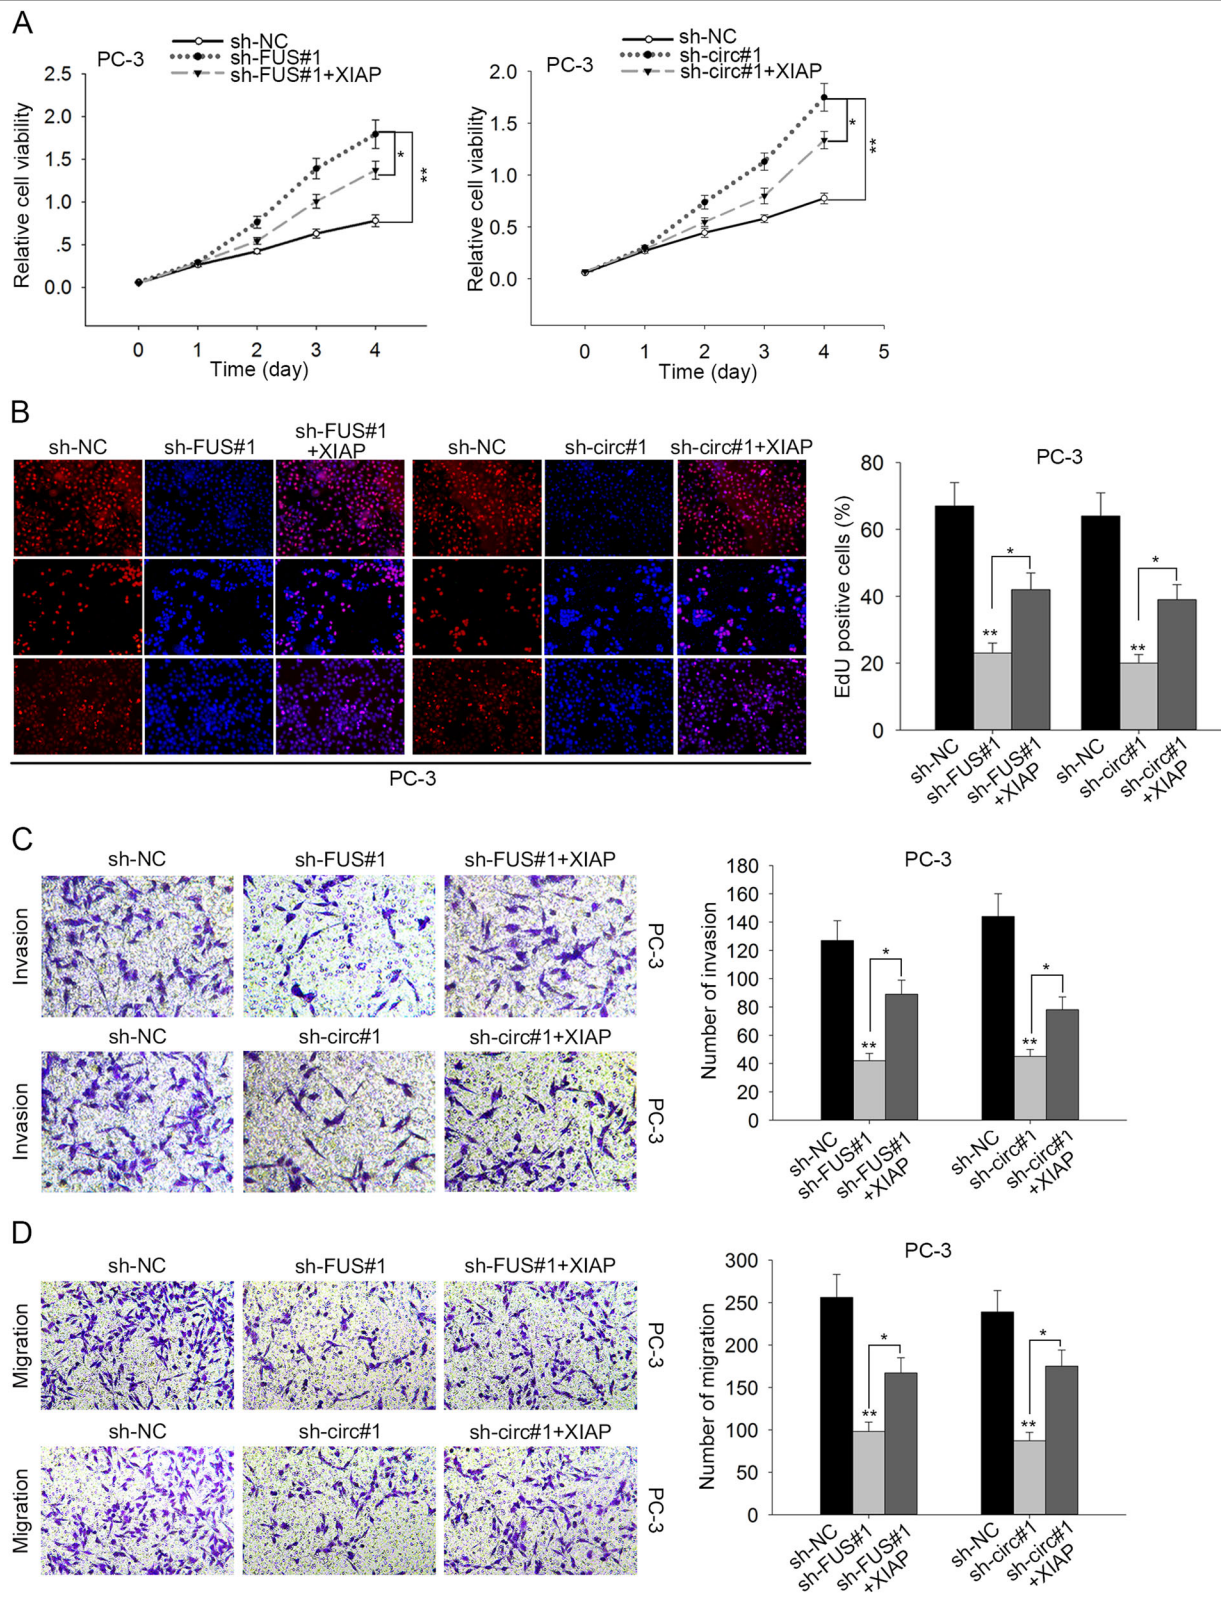 A
PC-3
sh-NC
sh-FUS#1
sh-FUS#1+XIAP
2.5
2.0
1.5
1.0
.5
0.0
Relative cell viability
*
**
0 1 2 3 4
Time (day)
PC-3
sh-NC
sh-circ#1
sh-circ#1+XIAP
2.0
1.5
1.0
0.5
0.0
Relative cell viability
*
**
0 1 2 3 4 5
Time (day)
B
sh-NC sh-FUS#1 sh-FUS#1
+XIAP
sh-NC sh-circ#1 sh-circ#1+XIAP
PC-3
PC-3
80
60
40
20
0
EdU positive cells (%)
**
*
**
*
sh-NC
sh-FUS#1
sh-FUS#1
+XIAP
sh-NC
sh-circ#1
sh-circ#1
+XIAP
C
sh-NC sh-FUS#1 sh-FUS#1+XIAP
Invasion
PC-3
sh-NC sh-circ#1 sh-circ#1+XIAP
Invasion
PC-3
PC-3
180
160
140
120
100
80
60
40
20
0
Number of invasion
**
*
**
*
sh-NC
sh-FUS#1
sh-FUS#1
+XIAP
sh-NC
sh-circ#1
sh-circ#1
+XIAP
D
sh-NC sh-FUS#1 sh-FUS#1+XIAP
Migration
PC-3
sh-NC sh-circ#1 sh-circ#1+XIAP
Migration
PC-3
PC-3
300
250
200
150
100
50
0
Number of migration
**
*
**
*
sh-NC
sh-FUS#1
sh-FUS#1
+XIAP
sh-NC
sh-circ#1
sh-circ#1
+XIAP